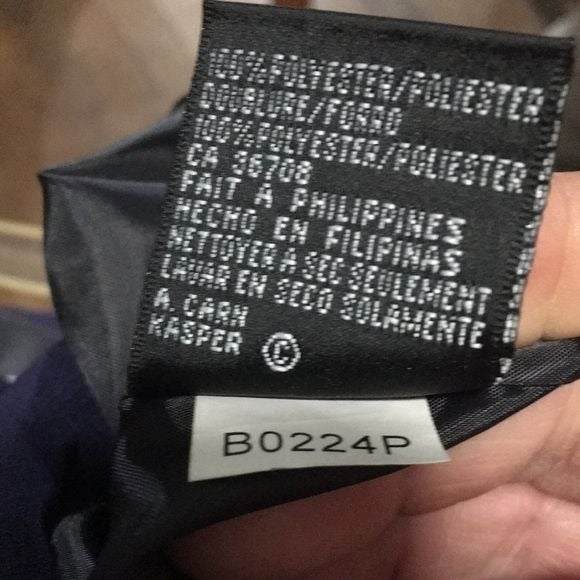 100% POLYESTER/POLIESTER
DOUBLURE/FORRO
100% POLYESTER/POLIESTER
CA 36708
FAIT À PHILIPPINES
HECHO EN FILIPINAS
NETTOYER A SEC SEULEMENT
LAVAR EN SECO SOLAMENTE
A. CARN
KASPER ©
B0224P